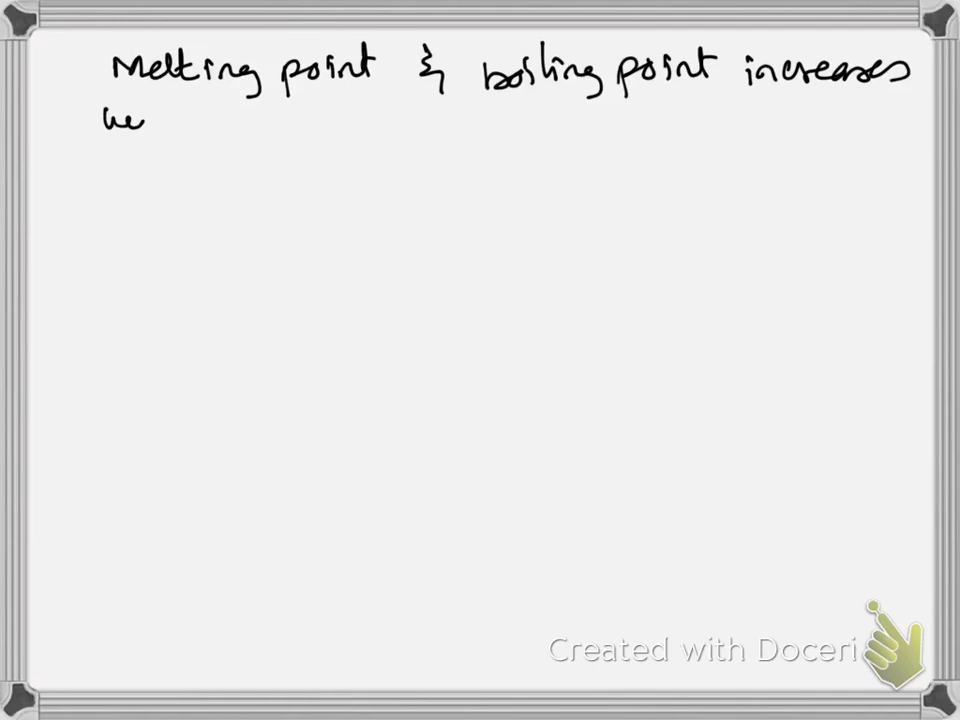 Melting point & boiling point increases
Created with Doceri